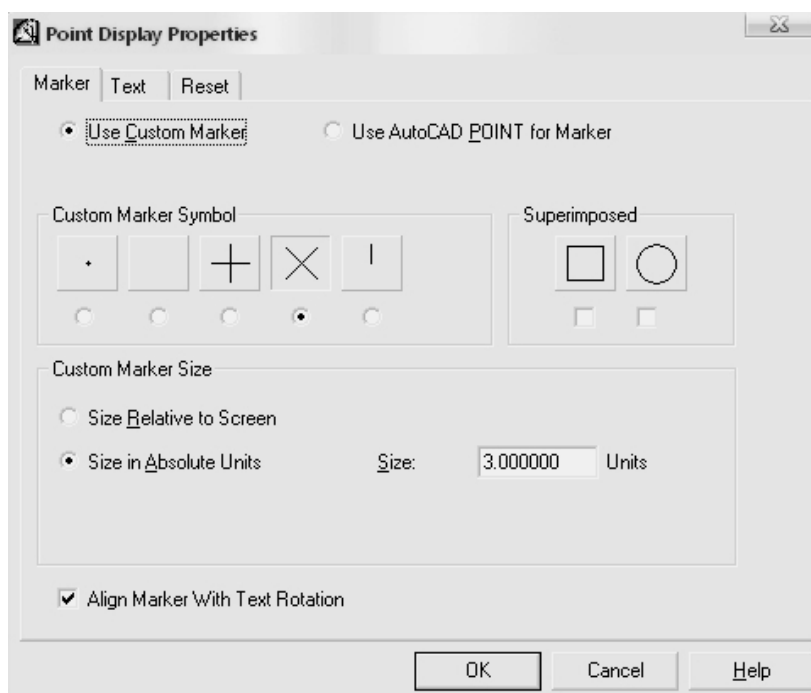 Point Display Properties
Marker Text Reset
Use Custom Marker Use AutoCAD POINT for Marker
Custom Marker Symbol Superimposed
Custom Marker Size
Size Relative to Screen
Size in Absolute Units Size: 3.000000 Units
Align Marker With Text Rotation
OK Cancel Help